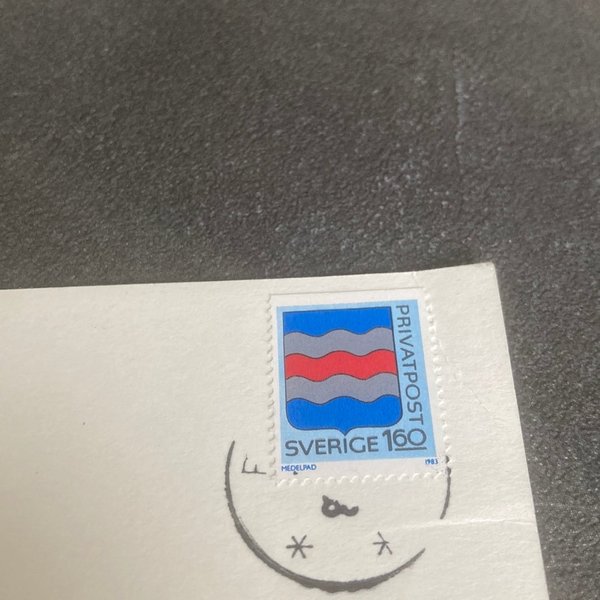 PRIVATPOST
SVERIGE 160
MEDELPAD 1983
F